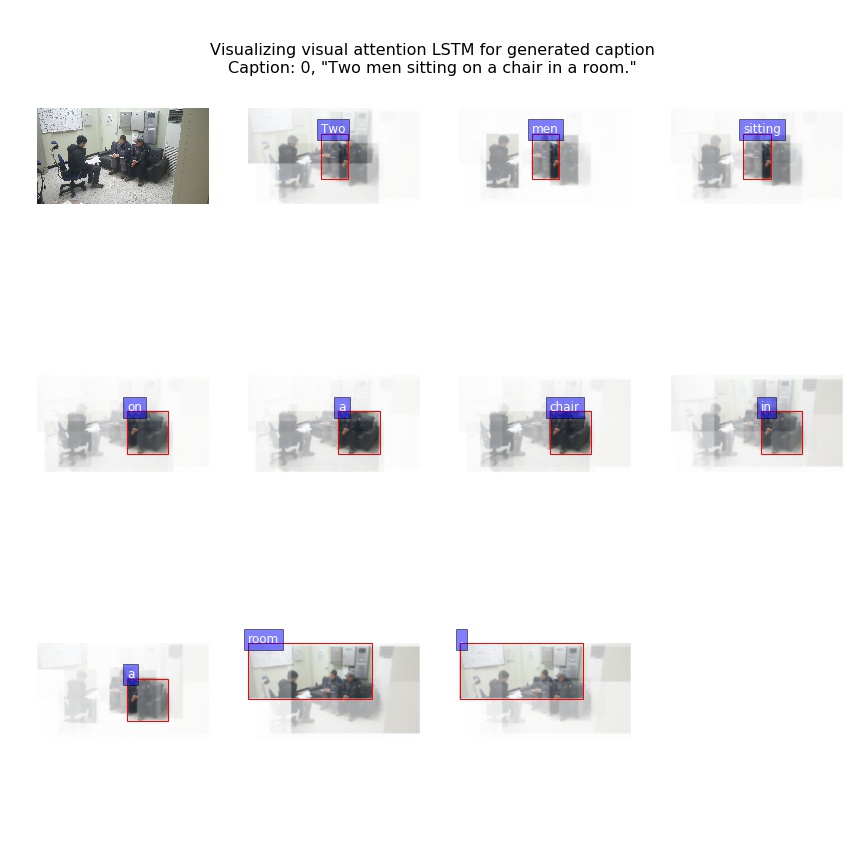 Visualizing visual attention LSTM for generated caption
Caption: 0, "Two men sitting on a chair in a room."
Two
men
sitting
on
a
chair
in
a
room